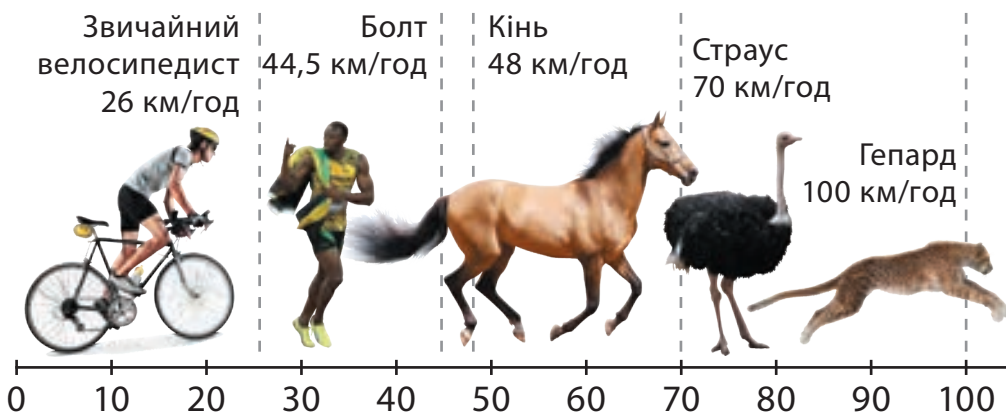 Звичайний
велосипедист
26 км/год
Болт
44,5 км/год
Кінь
48 км/год
Страус
70 км/год
Гепард
100 км/год
0 10 20 30 40 50 60 70 80 90 100